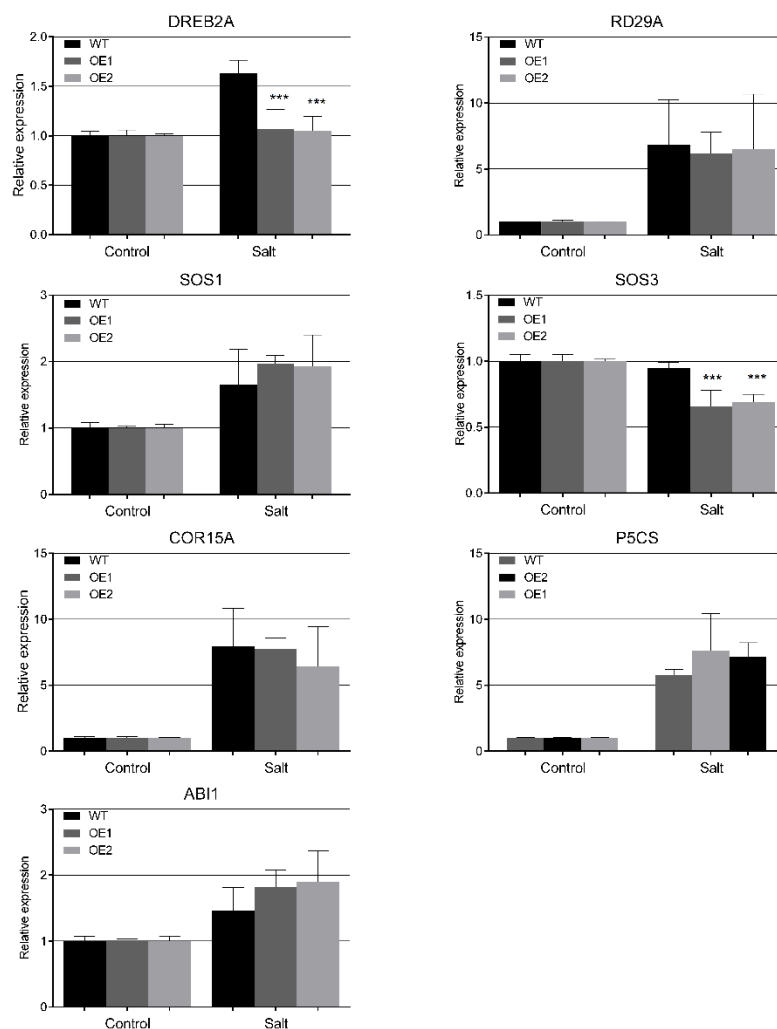 DREB2A
Relative expression
2.0
1.5
1.0
0.5
0.0
WT
OE1
OE2
***
***
Control
Salt
RD29A
Relative expression
15
10
5
0
WT
OE1
OE2
Control
Salt
SOS1
Relative expression
3
2
1
0
WT
OE1
OE2
Control
Salt
SOS3
Relative expression
1.5
1.0
0.5
0.0
WT
OE1
OE2
***
***
Control
Salt
COR15A
Relative expression
15
10
5
0
WT
OE1
OE2
Control
Salt
P5CS
Relative expression
15
10
5
0
WT
OE2
OE1
Control
Salt
ABI1
Relative expression
3
2
1
0
WT
OE1
OE2
Control
Salt